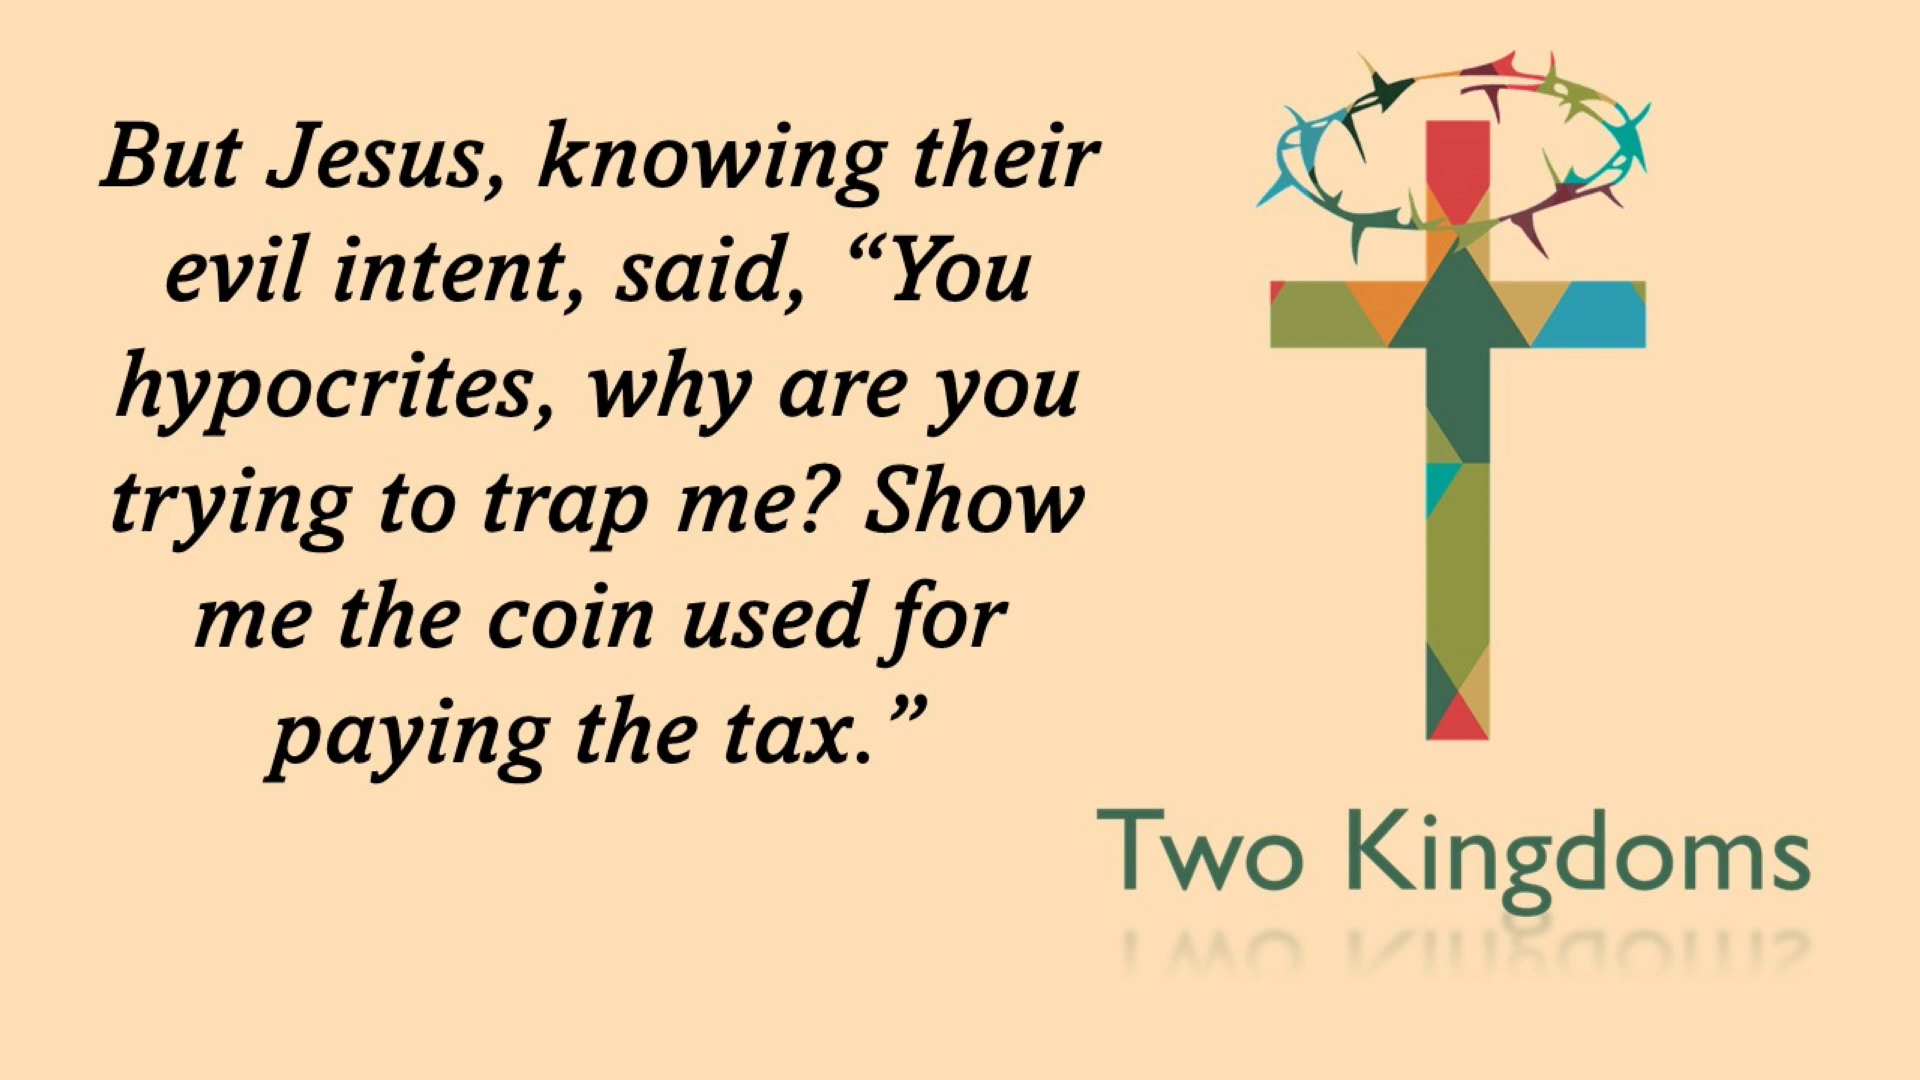 But Jesus, knowing their
evil intent, said, “You
hypocrites, why are you
trying to trap me? Show
me the coin used for
paying the tax.”
Two Kingdoms